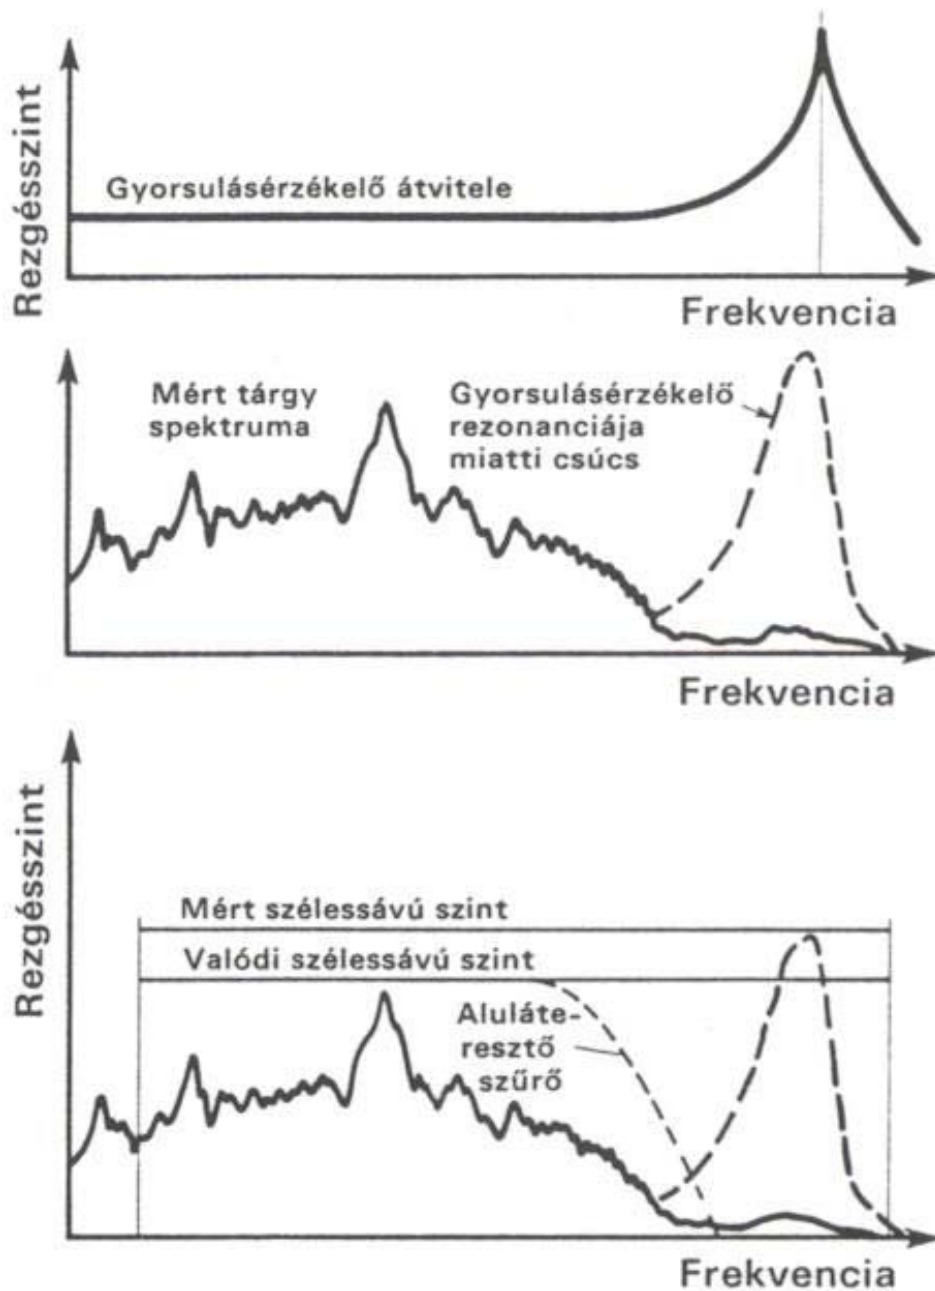 Rezgésszint
Gyorsulásérzékelő átvitele
Frekvencia
Mért tárgy
spektruma
Gyorsulásérzékelő
rezonanciája
miatti csúcs
Frekvencia
Rezgésszint
Mért szélessávú szint
Valódi szélessávú szint
Aluláte-
resztő
szűrő
Frekvencia